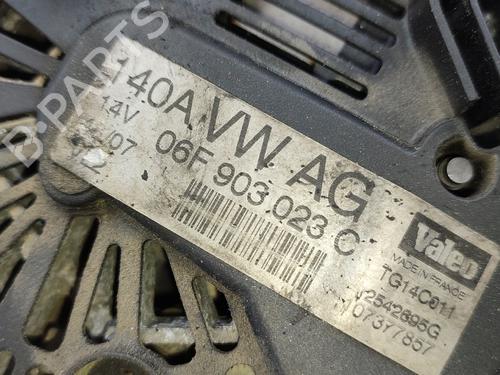 140A VW AG
14V 06F 903 023 C
/07
Valeo
MADE IN FRANCE
TG14C011
2542695G
07377857
B-PARTS